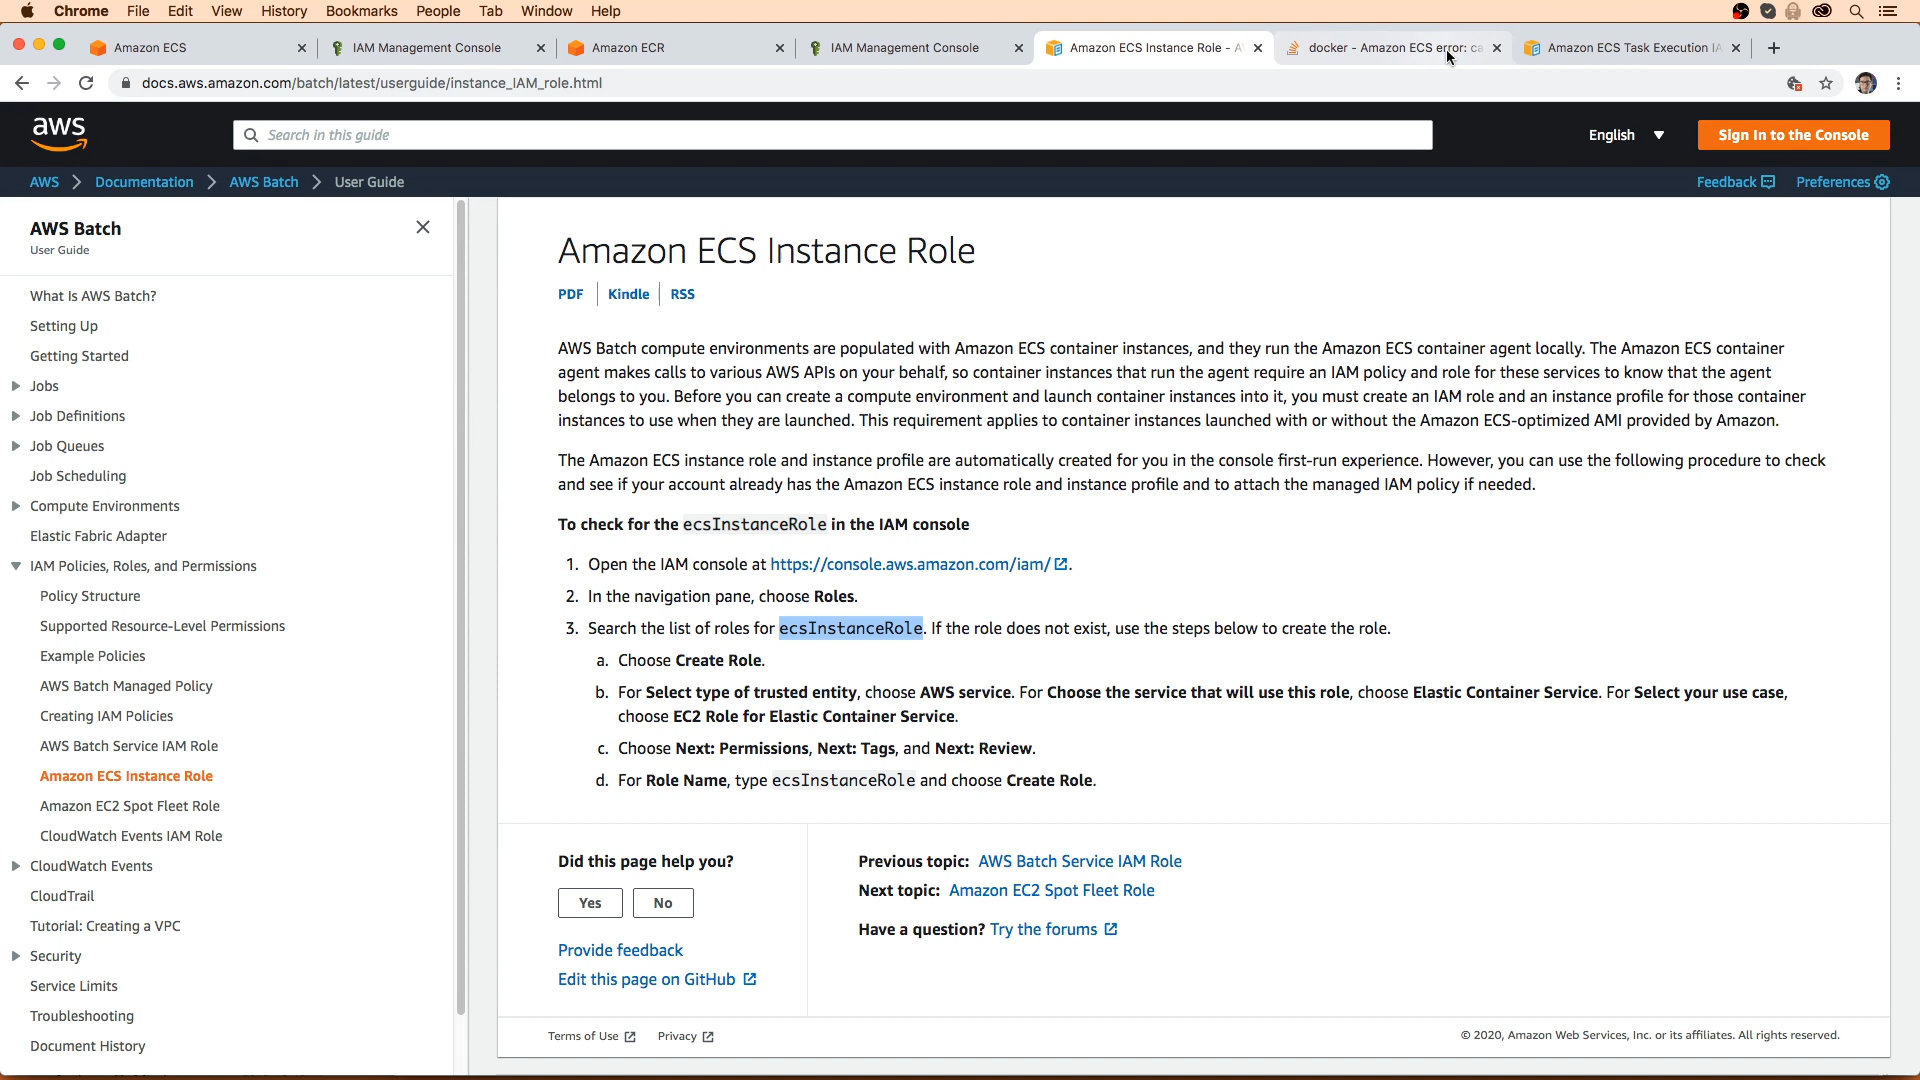 Chrome File Edit View History Bookmarks People Tab Window Help
Amazon ECS
IAM Management Console
Amazon ECR
IAM Management Console
Amazon ECS Instance Role - A
docker - Amazon ECS error: ca
Amazon ECS Task Execution IA
docs.aws.amazon.com/batch/latest/userguide/instance_IAM_role.html
aws
Search in this guide
English
Sign In to the Console
AWS
Documentation
AWS Batch
User Guide
Feedback
Preferences
AWS Batch
User Guide
What Is AWS Batch?
Setting Up
Getting Started
Jobs
Job Definitions
Job Queues
Job Scheduling
Compute Environments
Elastic Fabric Adapter
IAM Policies, Roles, and Permissions
Policy Structure
Supported Resource-Level Permissions
Example Policies
AWS Batch Managed Policy
Creating IAM Policies
AWS Batch Service IAM Role
Amazon ECS Instance Role
Amazon EC2 Spot Fleet Role
CloudWatch Events IAM Role
CloudWatch Events
CloudTrail
Tutorial: Creating a VPC
Security
Service Limits
Troubleshooting
Document History
Amazon ECS Instance Role
PDF
Kindle
RSS
AWS Batch compute environments are populated with Amazon ECS container instances, and they run the Amazon ECS container agent locally. The Amazon ECS container
agent makes calls to various AWS APIs on your behalf, so container instances that run the agent require an IAM policy and role for these services to know that the agent
belongs to you. Before you can create a compute environment and launch container instances into it, you must create an IAM role and an instance profile for those container
instances to use when they are launched. This requirement applies to container instances launched with or without the Amazon ECS-optimized AMI provided by Amazon.
The Amazon ECS instance role and instance profile are automatically created for you in the console first-run experience. However, you can use the following procedure to check
and see if your account already has the Amazon ECS instance role and instance profile and to attach the managed IAM policy if needed.
To check for the ecsInstanceRole in the IAM console
1. Open the IAM console at https://console.aws.amazon.com/iam/.
2. In the navigation pane, choose Roles.
3. Search the list of roles for ecsInstanceRole. If the role does not exist, use the steps below to create the role.
a. Choose Create Role.
b. For Select type of trusted entity, choose AWS service. For Choose the service that will use this role, choose Elastic Container Service. For Select your use case,
choose EC2 Role for Elastic Container Service.
c. Choose Next: Permissions, Next: Tags, and Next: Review.
d. For Role Name, type ecsInstanceRole and choose Create Role.
Did this page help you?
Yes
No
Provide feedback
Edit this page on GitHub
Previous topic: AWS Batch Service IAM Role
Next topic: Amazon EC2 Spot Fleet Role
Have a question? Try the forums
Terms of Use
Privacy
© 2020, Amazon Web Services, Inc. or its affiliates. All rights reserved.